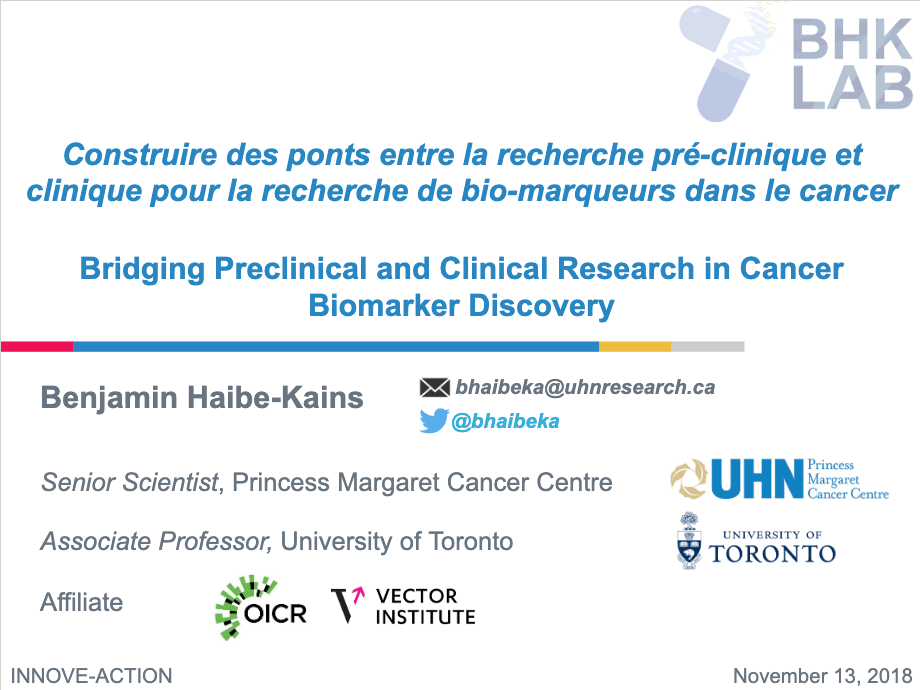 BHK
LAB
Construire des ponts entre la recherche pré-clinique et
clinique pour la recherche de bio-marqueurs dans le cancer
Bridging Preclinical and Clinical Research in Cancer
Biomarker Discovery
Benjamin Haibe-Kains
bhaibeka@uhnresearch.ca
@bhaibeka
Senior Scientist, Princess Margaret Cancer Centre
UHN
Princess
Margaret
Cancer Centre
Associate Professor, University of Toronto
UNIVERSITY OF
TORONTO
Affiliate
OICR
VECTOR
INSTITUTE
INNOVE-ACTION
November 13, 2018